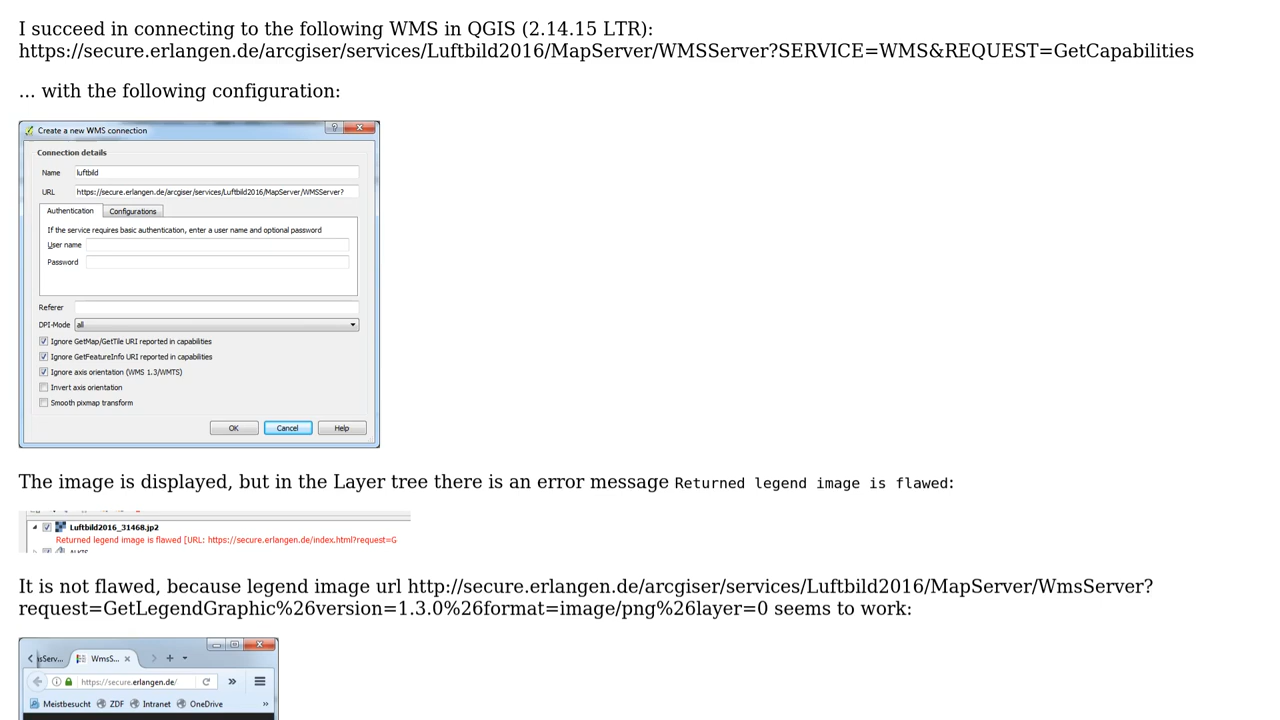 I succeed in connecting to the following WMS in QGIS (2.14.15 LTR):
https://secure.erlangen.de/arcgiser/services/Luftbild2016/MapServer/WMSServer?SERVICE=WMS&REQUEST=GetCapabilities
... with the following configuration:
Create a new WMS connection
Connection details
Name luftbild
URL https://secure.erlangen.de/arcgiser/services/Luftbild2016/MapServer/WMSServer?
Authentication Configurations
If the service requires basic authentication, enter a user name and optional password
User name
Password
Referer
DPI-Mode all
Ignore GetMap/GetTile URI reported in capabilities
Ignore GetFeatureInfo URI reported in capabilities
Ignore axis orientation (WMS 1.3/WMTS)
Invert axis orientation
Smooth pixmap transform
OK Cancel Help
The image is displayed, but in the Layer tree there is an error message Returned legend image is flawed:
Luftbild2016_31468.jp2
Returned legend image is flawed [URL: https://secure.erlangen.de/index.html?request=G
It is not flawed, because legend image url http://secure.erlangen.de/arcgiser/services/Luftbild2016/MapServer/WmsServer?
request=GetLegendGraphic%26version=1.3.0%26format=image/png%26layer=0 seems to work:
isServ... WmsS...
https://secure.erlangen.de/
Meistbesucht ZDF Intranet OneDrive